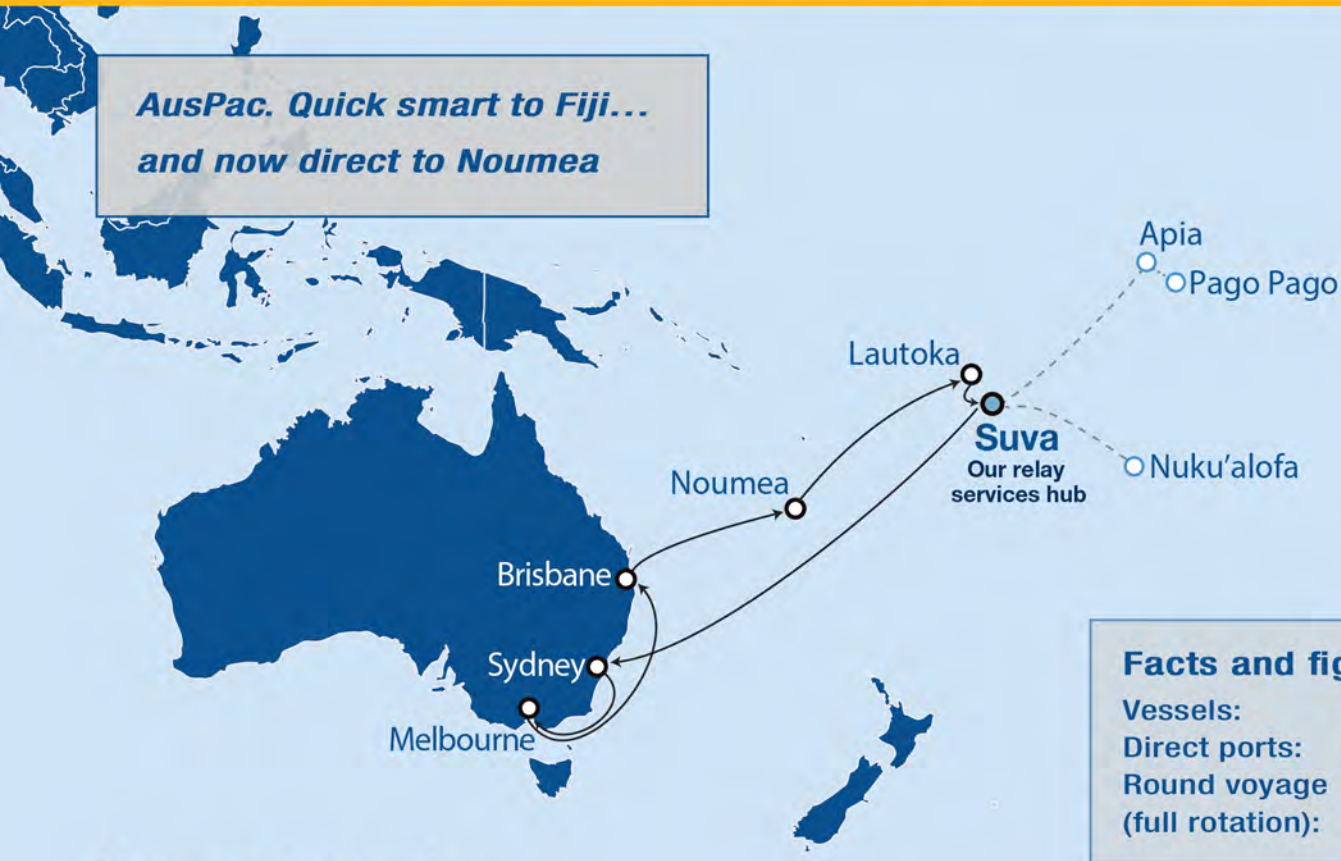 AusPac. Quick smart to Fiji...
and now direct to Noumea
Apia
Pago Pago
Lautoka
Suva
Our relay
services hub
Nuku'alofa
Noumea
Brisbane
Sydney
Melbourne
Facts and fig
Vessels:
Direct ports:
Round voyage
(full rotation):